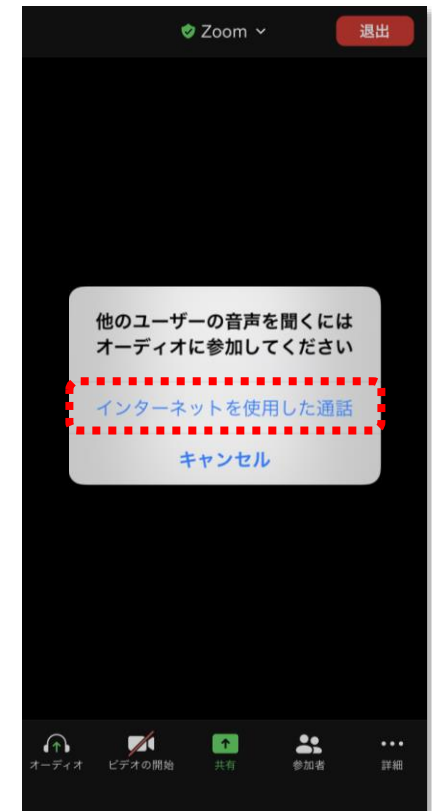 Zoom
退出
他のユーザーの音声を聞くには
オーディオに参加してください
インターネットを使用した通話
キャンセル
オーディオ
ビデオの開始
共有
参加者
詳細